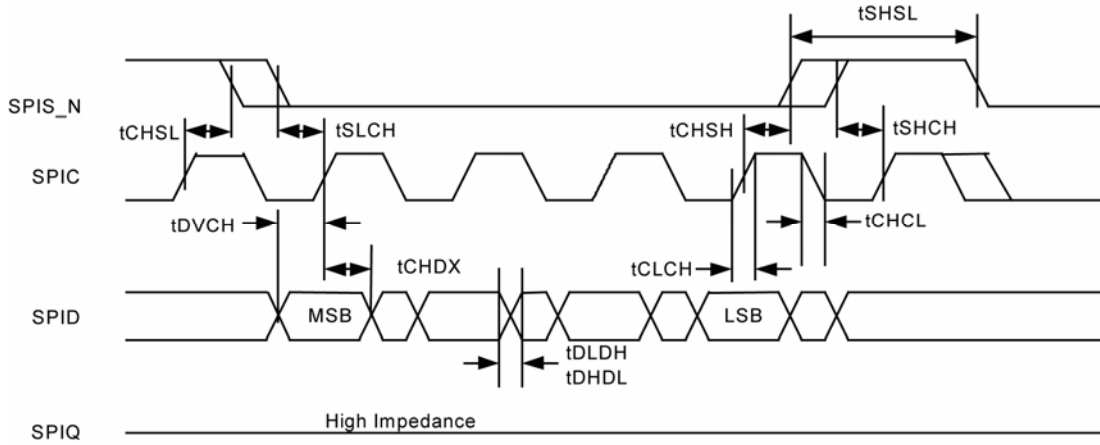 tSHSL
SPIS_N
tCHSL
tSLCH
tCHSH
tSHCH
SPIC
tDVCH
tCHCL
tCHDX
tCLCH
SPID
MSB
LSB
tDLDH
tDHDL
High Impedance
SPIQ